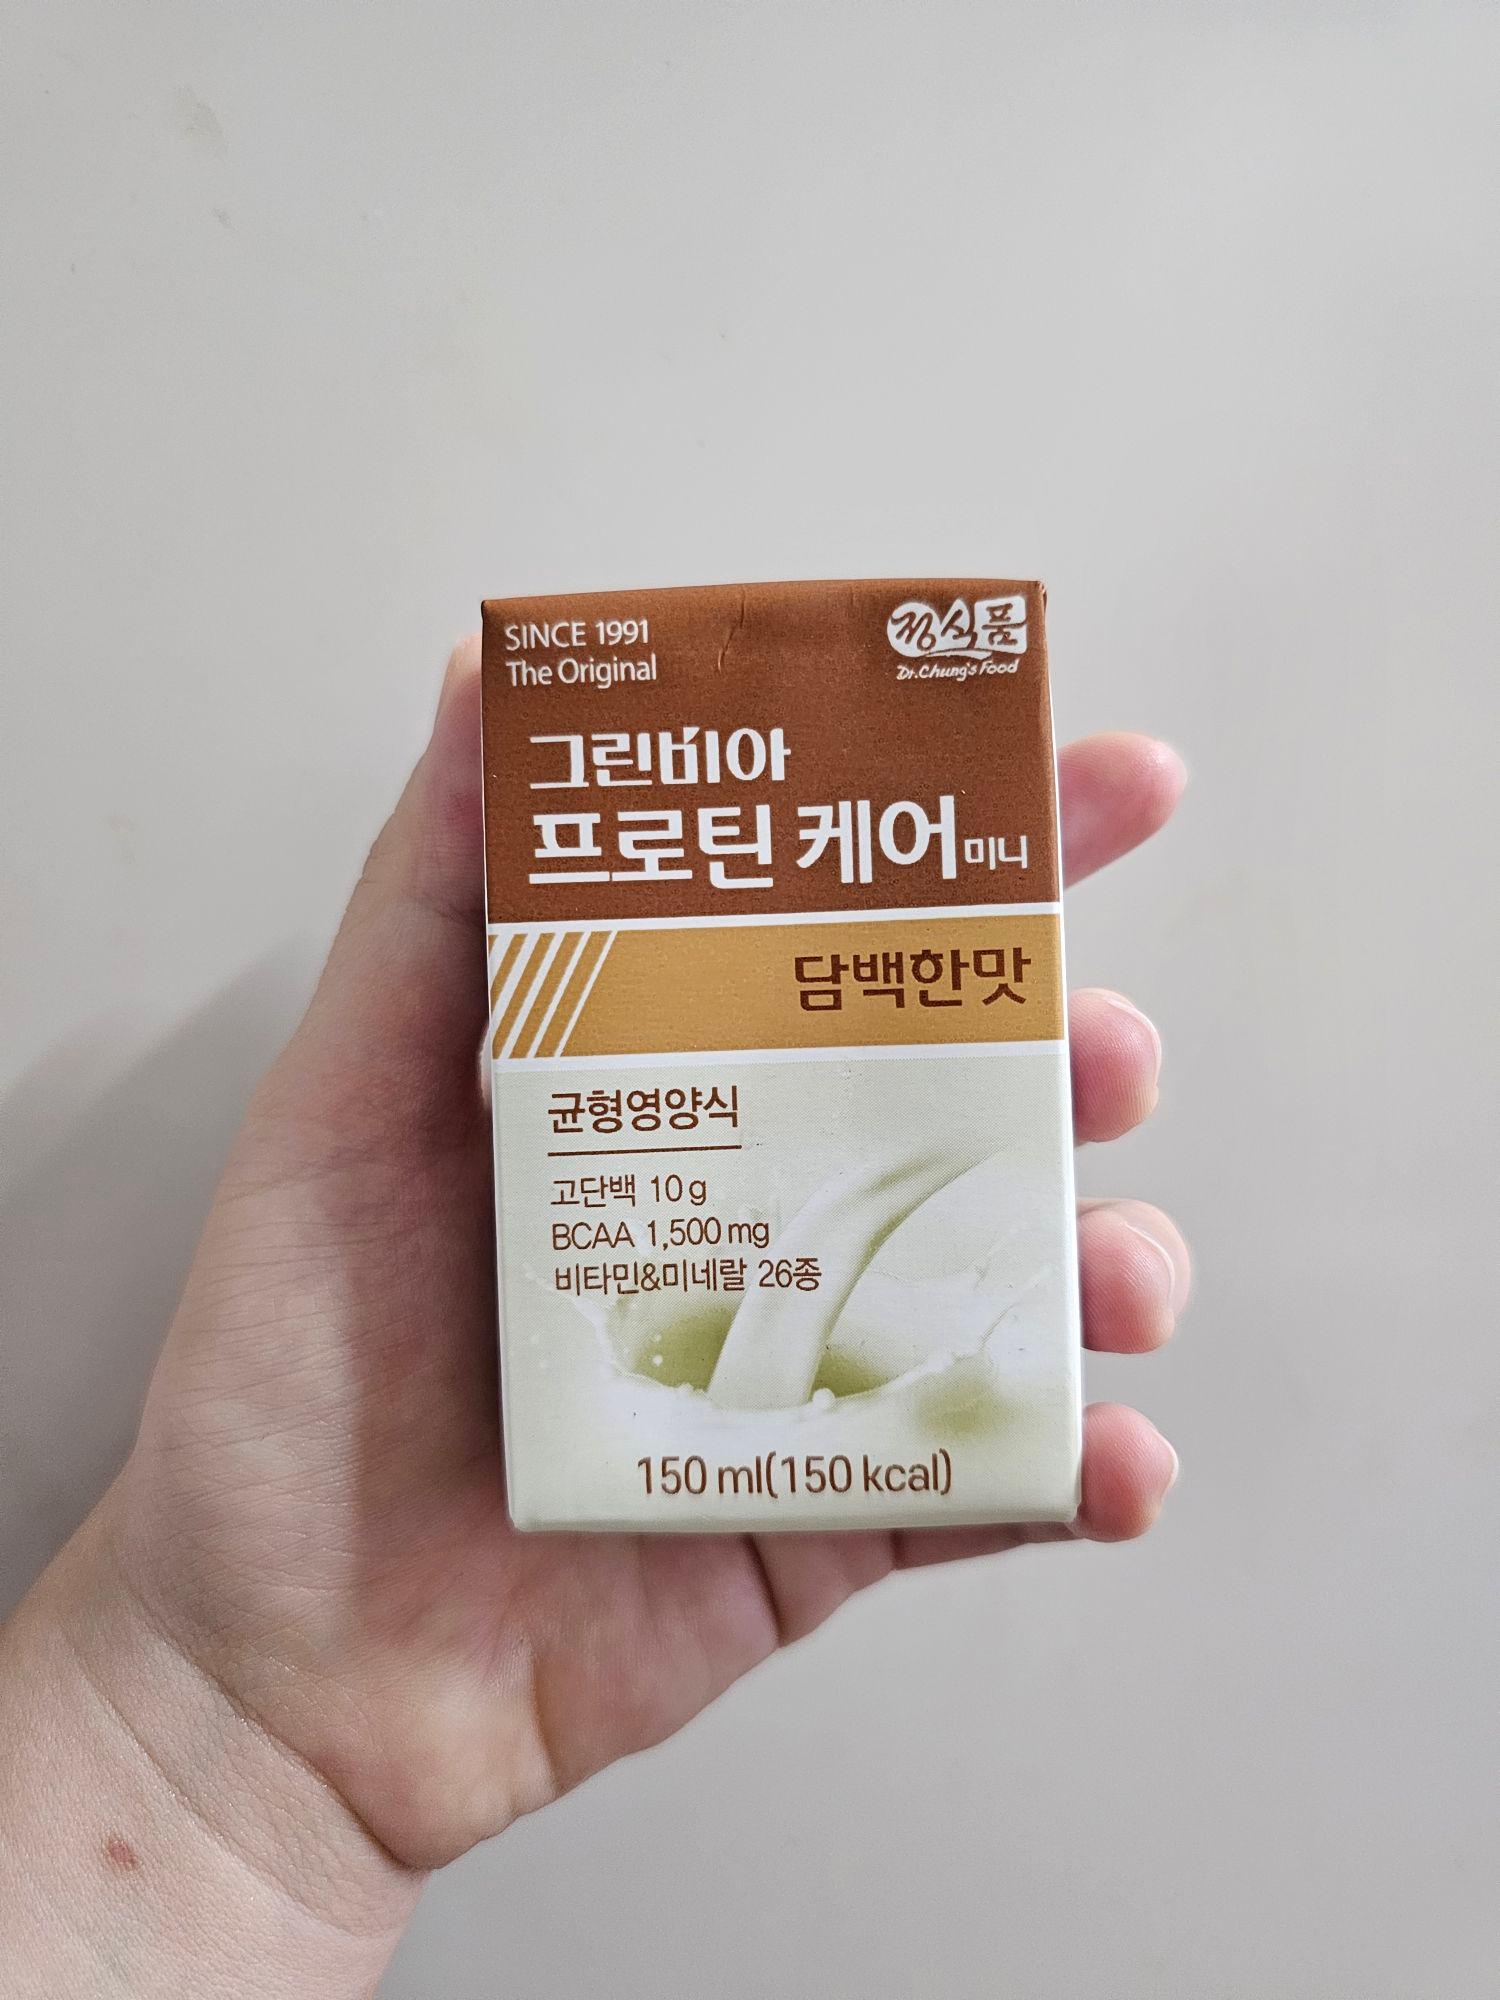 SINCE 1991
The Original
정식품
Dr.Chung's Food
그린비아
프로틴 케어 미니
담백한맛
균형영양식
고단백 10g
BCAA 1,500mg
비타민&미네랄 26종
150 ml(150 kcal)